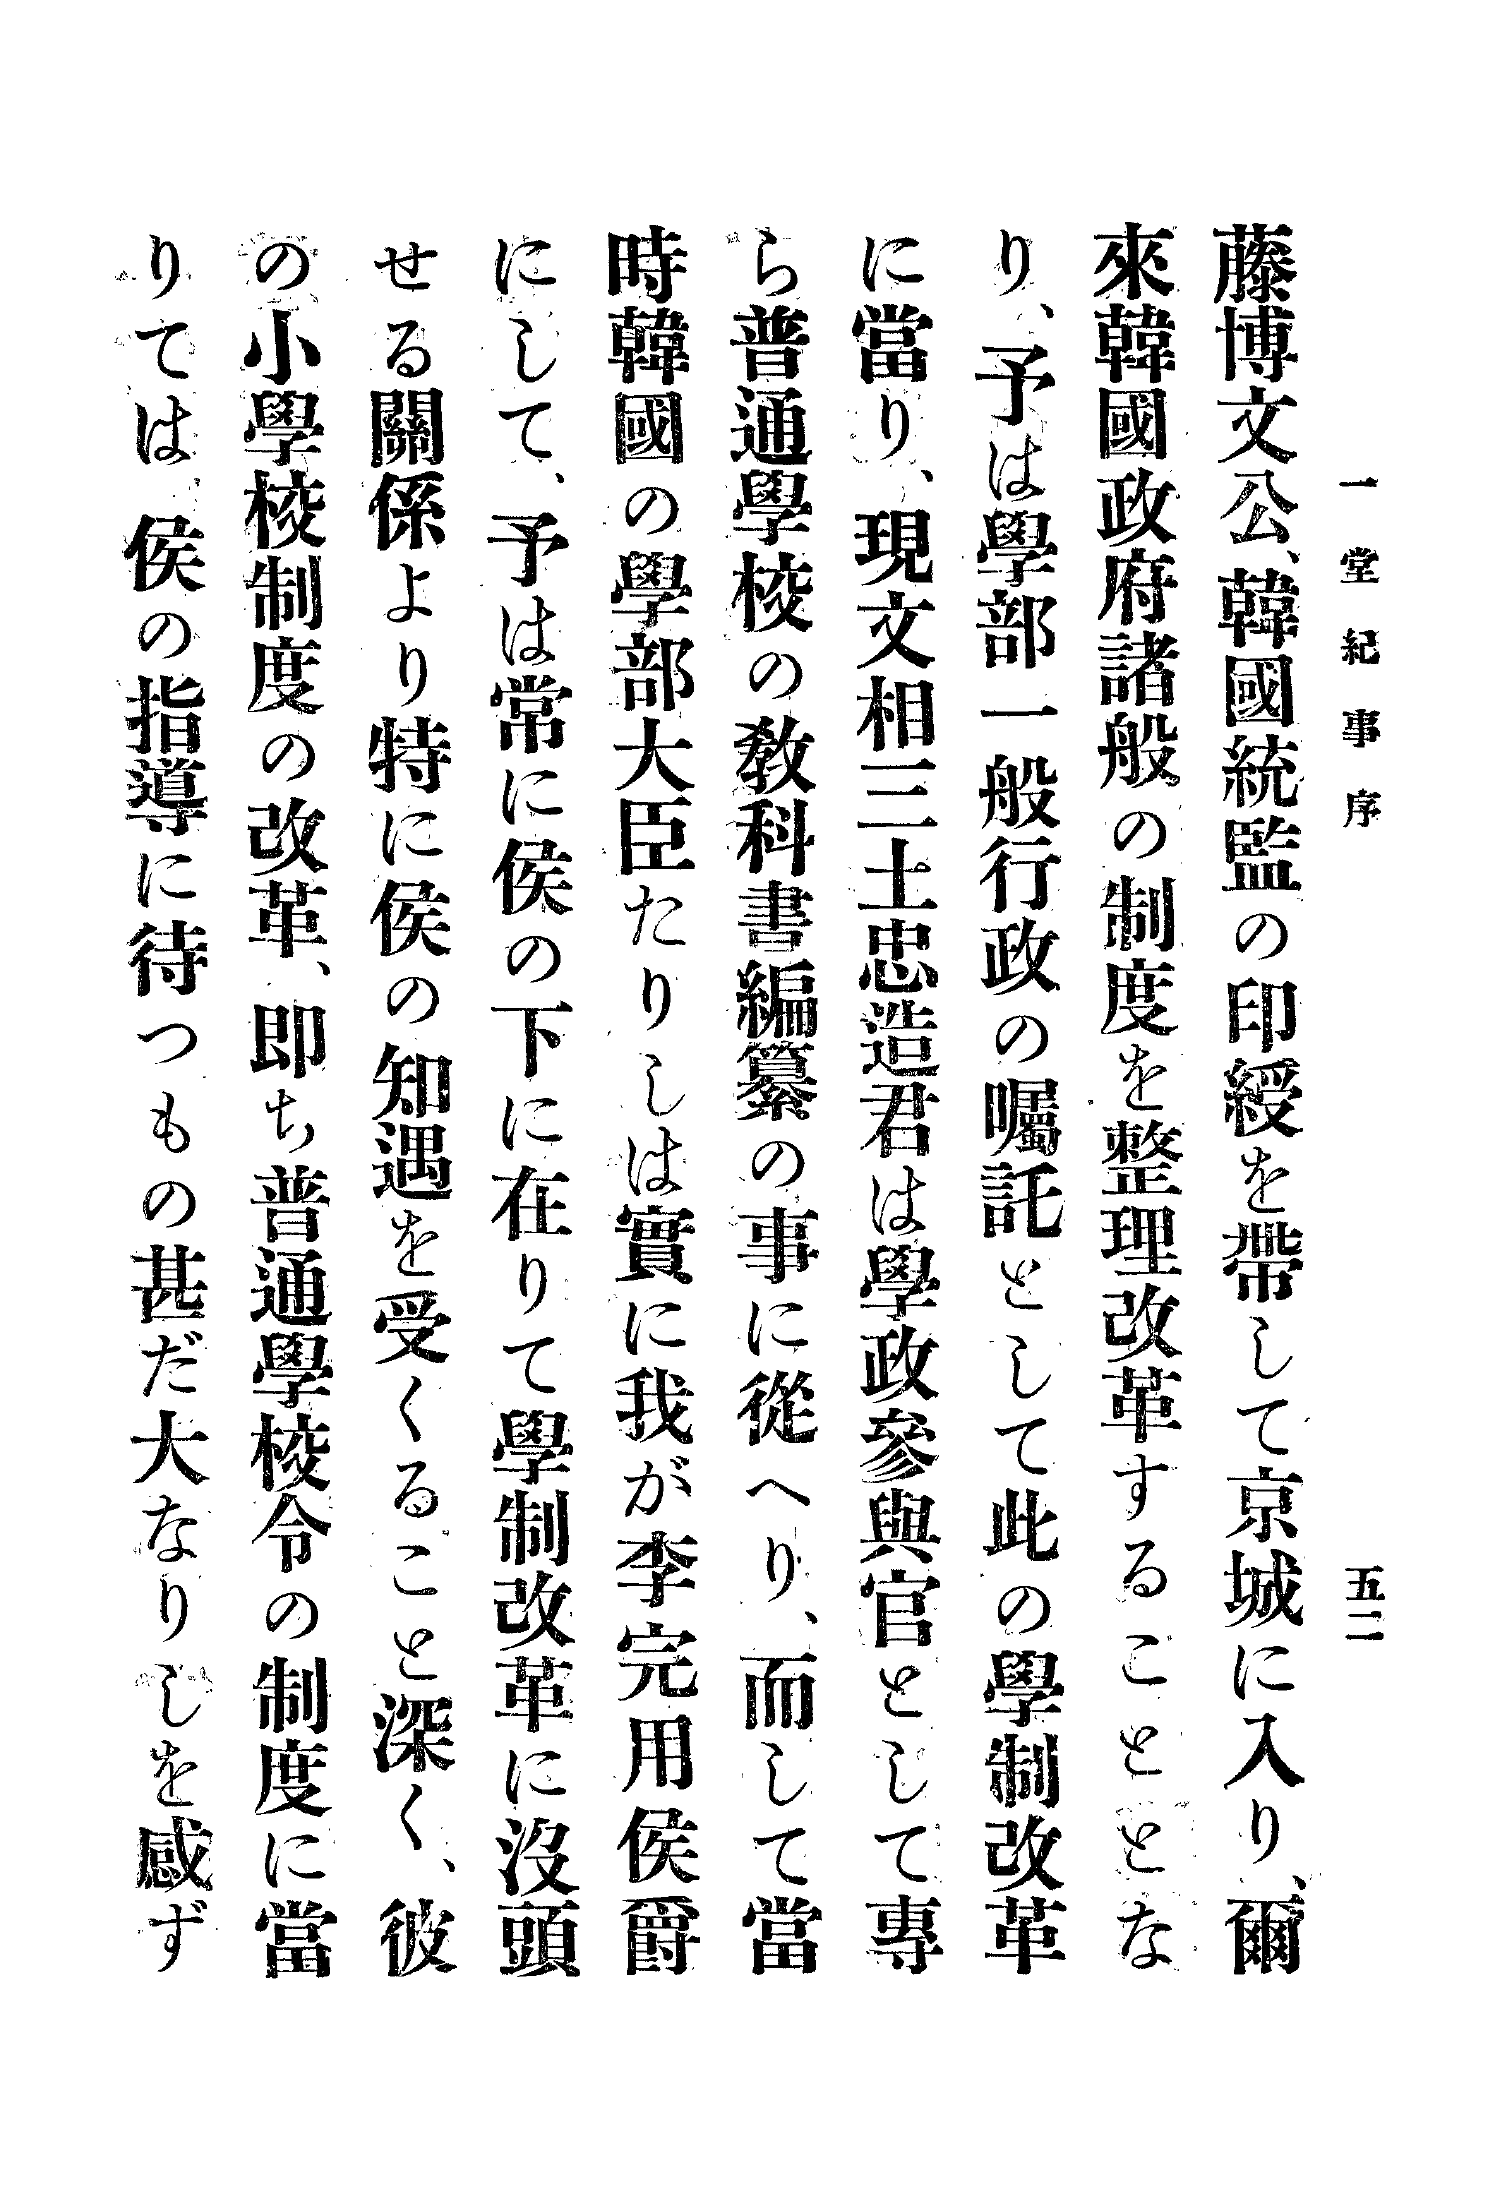 一堂紀事序　五二
藤博文公、韓國統監の印綬を帶して京城に入り、爾
來韓國政府諸般の制度を整理改革することとな
り、予は學部一般行政の囑託として此の學制改革
に當り、現文相三土忠造君は學政參與官として專
ら普通學校の敎科書編纂の事に從へり、而して當
時韓國の學部大臣たりしは實に我が李完用侯爵
にして、予は常に侯の下に在りて學制改革に沒頭
せる關係より特に侯の知遇を受くること深く、彼
の小學校制度の改革、即ち普通學校令の制度に當
りては、侯の指導に待つもの甚だ大なりしを感ず